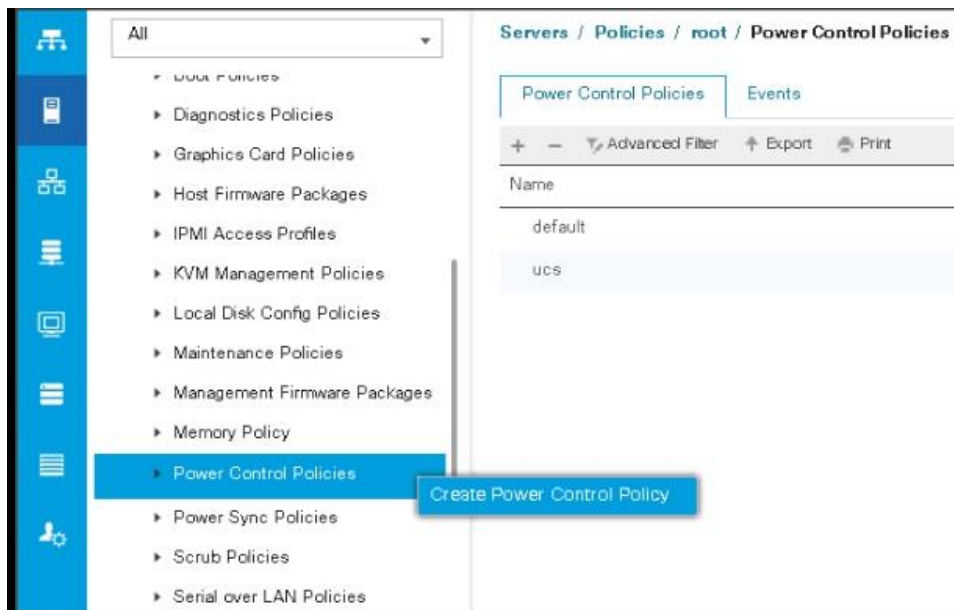 All
Servers / Policies / root / Power Control Policies
Boot Policies
Diagnostics Policies
Graphics Card Policies
Host Firmware Packages
IPMI Access Profiles
KVM Management Policies
Local Disk Config Policies
Maintenance Policies
Management Firmware Packages
Memory Policy
Power Control Policies
Create Power Control Policy
Power Sync Policies
Scrub Policies
Serial over LAN Policies
Power Control Policies Events
+ − Advanced Filter Export Print
Name
default
ucs